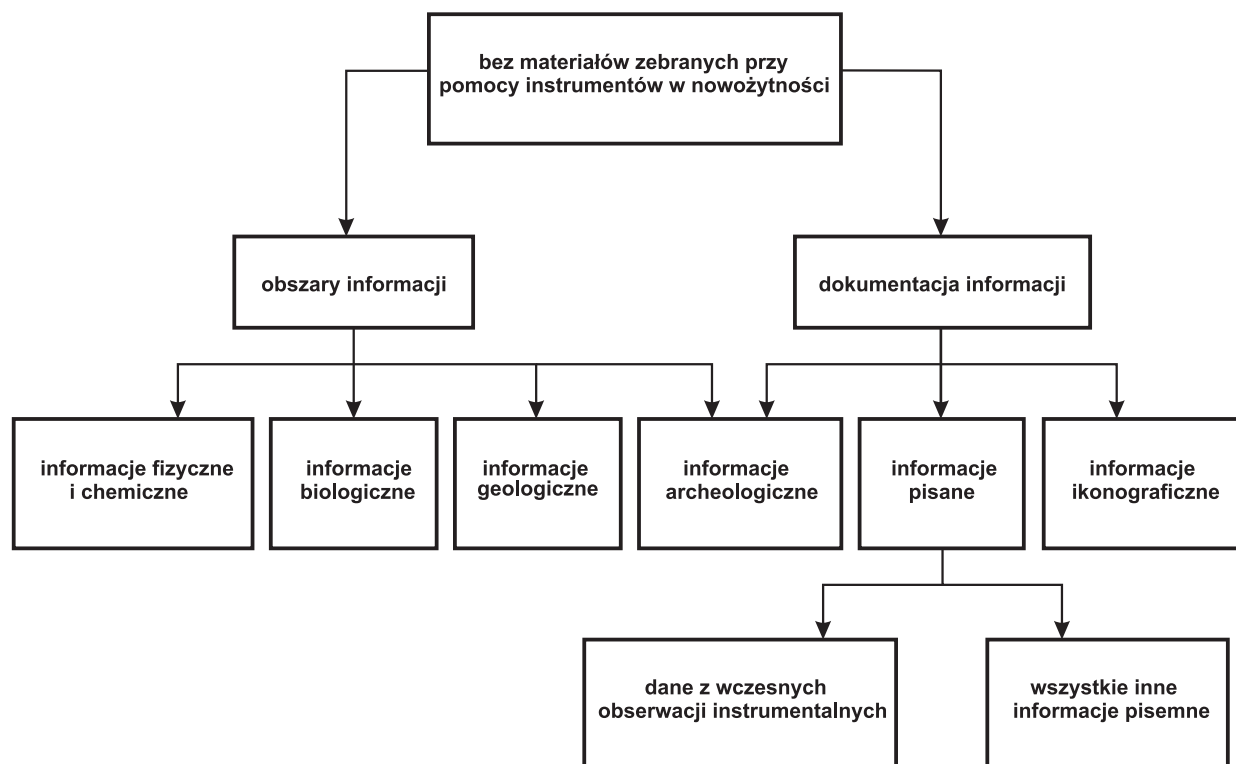 bez materiałów zebranych przy
pomocy instrumentów w nowożytności
obszary informacji
dokumentacja informacji
informacje fizyczne
i chemiczne
informacje
biologiczne
informacje
geologiczne
informacje
archeologiczne
informacje
pisane
informacje
ikonograficzne
dane z wczesnych
obserwacji instrumentalnych
wszystkie inne
informacje pisemne